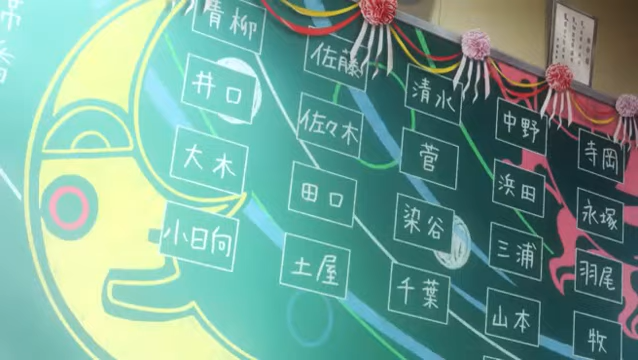 席
番
青柳
井口
大木
小日向
佐藤
佐々木
田口
土屋
清水
菅
染谷
千葉
中野
浜田
三浦
山本
寺岡
永塚
羽尾
牧